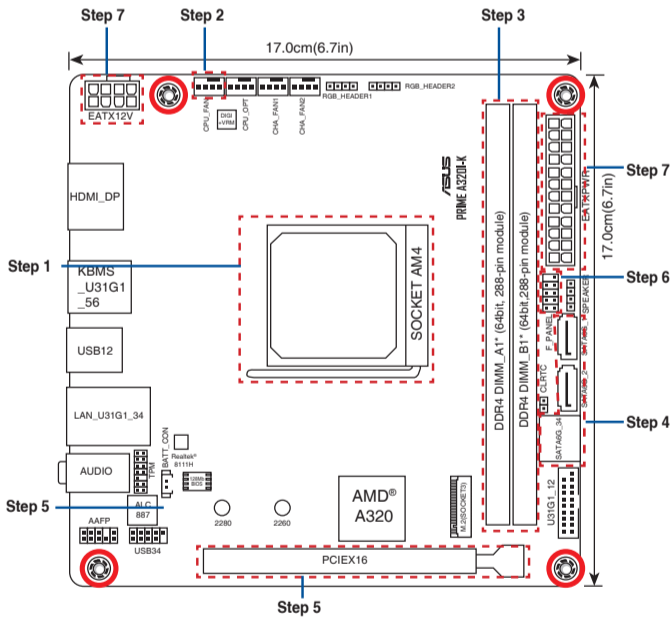 Step 7
Step 2
Step 3
17.0cm(6.7in)
EATX12V
CPU_FAN
CPU_OPT
CHA_FAN1
CHA_FAN2
RGB_HEADER1
RGB_HEADER2
DIGI
+VRM
HDMI_DP
ASUS
PRIME A320I-K
EATXPWR
Step 7
17.0cm(6.7in)
Step 1
KBMS
_U31G1
_56
SOCKET AM4
DDR4 DIMM_A1* (64bit, 288-pin module)
DDR4 DIMM_B1* (64bit,288-pin module)
Step 6
SPEAKER
F_PANEL
USB12
CLRTC
LAN_U31G1_34
Step 4
SATA6G_34
BATT_CON
Realtek®
8111H
AUDIO
TPM
128Mb
BIOS
AMD®
A320
M.2(SOCKET3)
U31G1_12
Step 5
ALC
887
2280
2260
AAFP
USB34
PCIEX16
Step 5